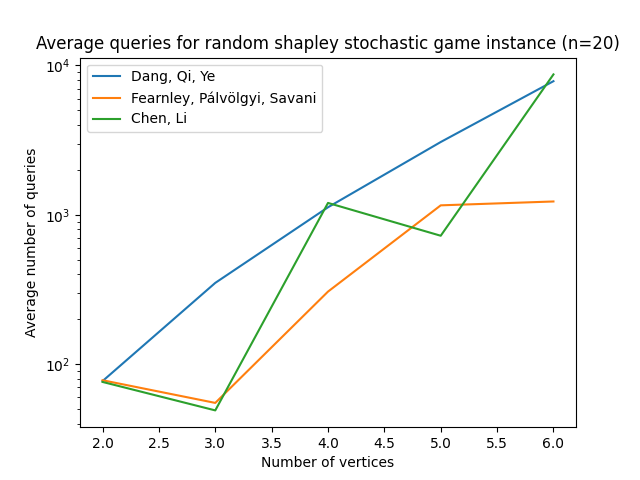 Average queries for random shapley stochastic game instance (n=20)
Dang, Qi, Ye
Fearnley, Pálvölgyi, Savani
Chen, Li
Average number of queries
10⁴
10³
10²
2.0 2.5 3.0 3.5 4.0 4.5 5.0 5.5 6.0
Number of vertices